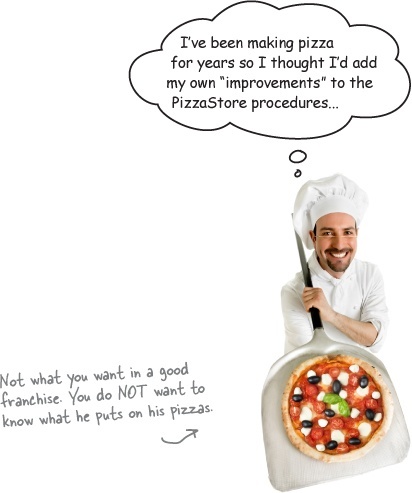 I've been making pizza
for years so I thought I'd add
my own “improvements” to the
PizzaStore procedures...
Not what you want in a good
franchise. You do NOT want to
know what he puts on his pizzas.